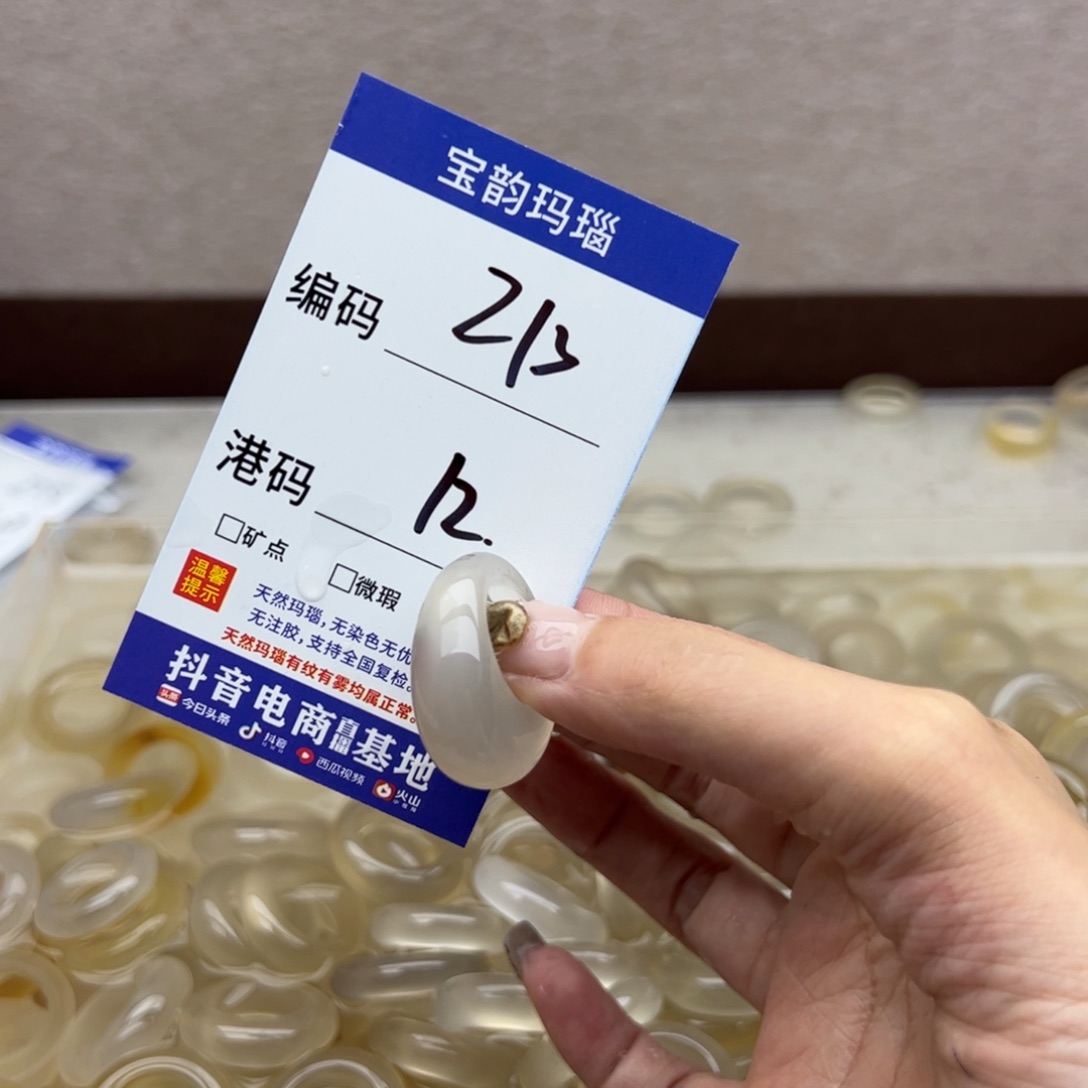 宝韵玛瑙
编码 213
港码 12.
□矿点 □微瑕
温馨
提示
天然玛瑙,无染色无优
无注胶,支持全国复检。
天然玛瑙有纹有雾均属正常。
抖音电商直播基地
头条 今日头条 抖音 西瓜视频 火山